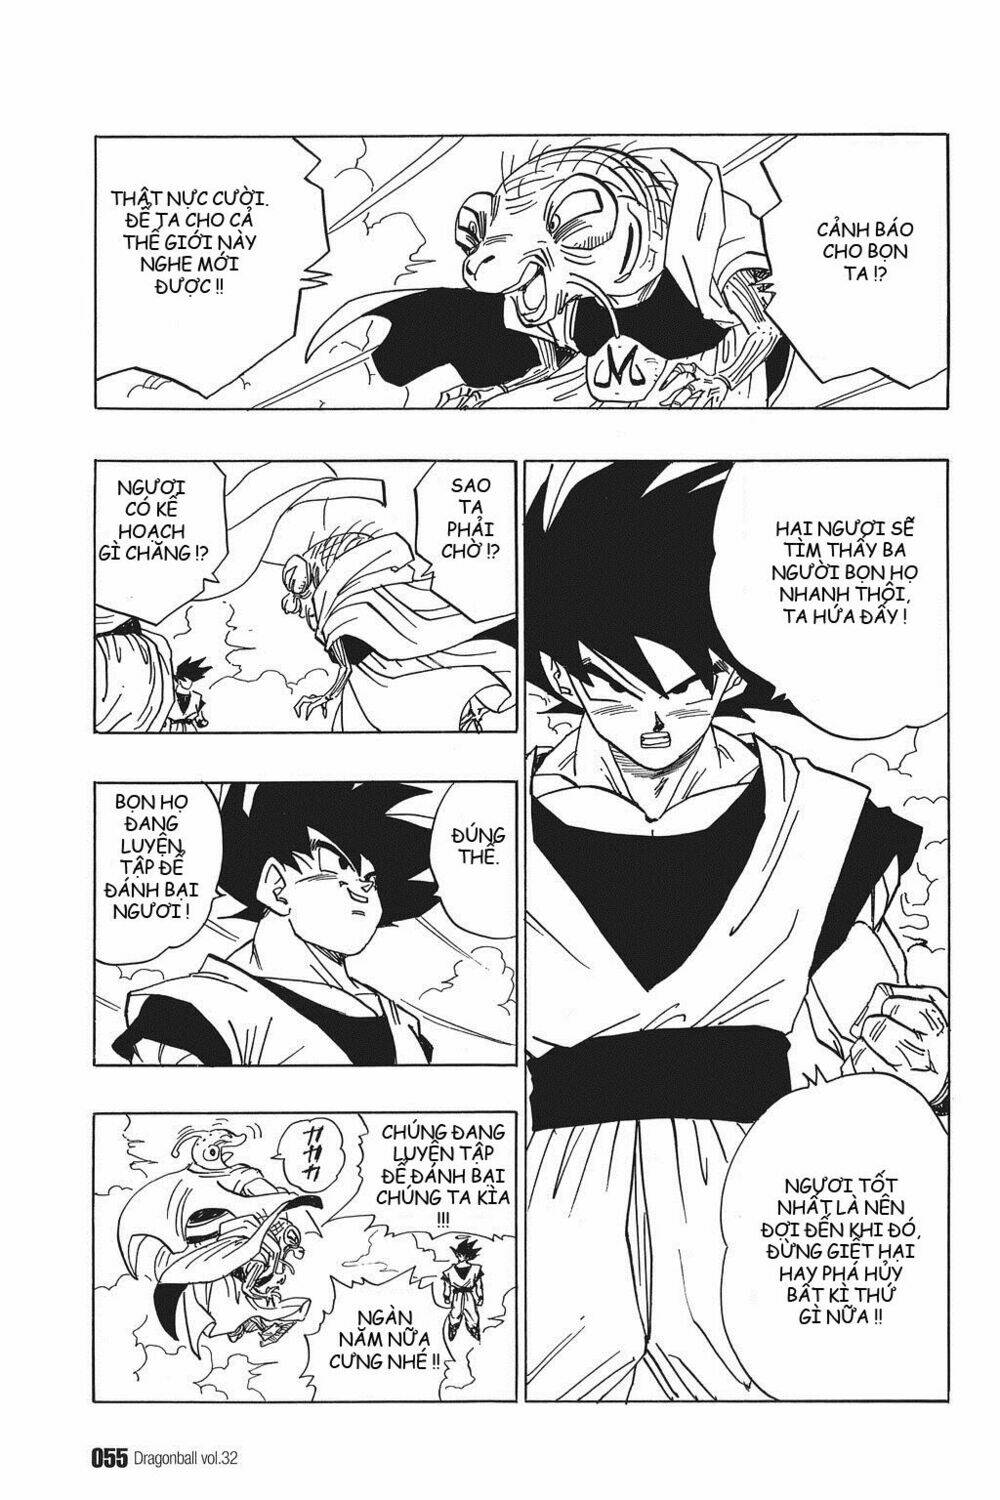 CẢNH BÁO
CHO BỌN
TA !?
THẬT NỰC CƯỜI.
ĐỂ TA CHO CẢ
THẾ GIỚI NÀY
NGHE MỚI
ĐƯỢC !!
M
HAI NGƯƠI SẼ
TÌM THẤY BA
NGƯỜI BỌN HỌ
NHANH THÔI,
TA HỨA ĐẤY !
NGƯƠI TỐT
NHẤT LÀ NÊN
ĐỢI ĐẾN KHI ĐÓ,
ĐỪNG GIẾT HẠI
HAY PHÁ HỦY
BẤT KÌ THỨ
GÌ NỮA !!
SAO
TA
PHẢI
CHỜ !?
NGƯƠI
CÓ KẾ
HOẠCH
GÌ CHĂNG !?
ĐÚNG
THẾ.
BỌN HỌ
ĐANG
LUYỆN
TẬP ĐỂ
ĐÁNH BẠI
NGƯƠI !
CHÚNG ĐANG
LUYỆN TẬP
ĐỂ ĐÁNH BẠI
CHÚNG TA KÌA
!!!
ガガガ
NGÀN
NĂM NỮA
CƯNG NHÉ !!
055 Dragonball vol.32